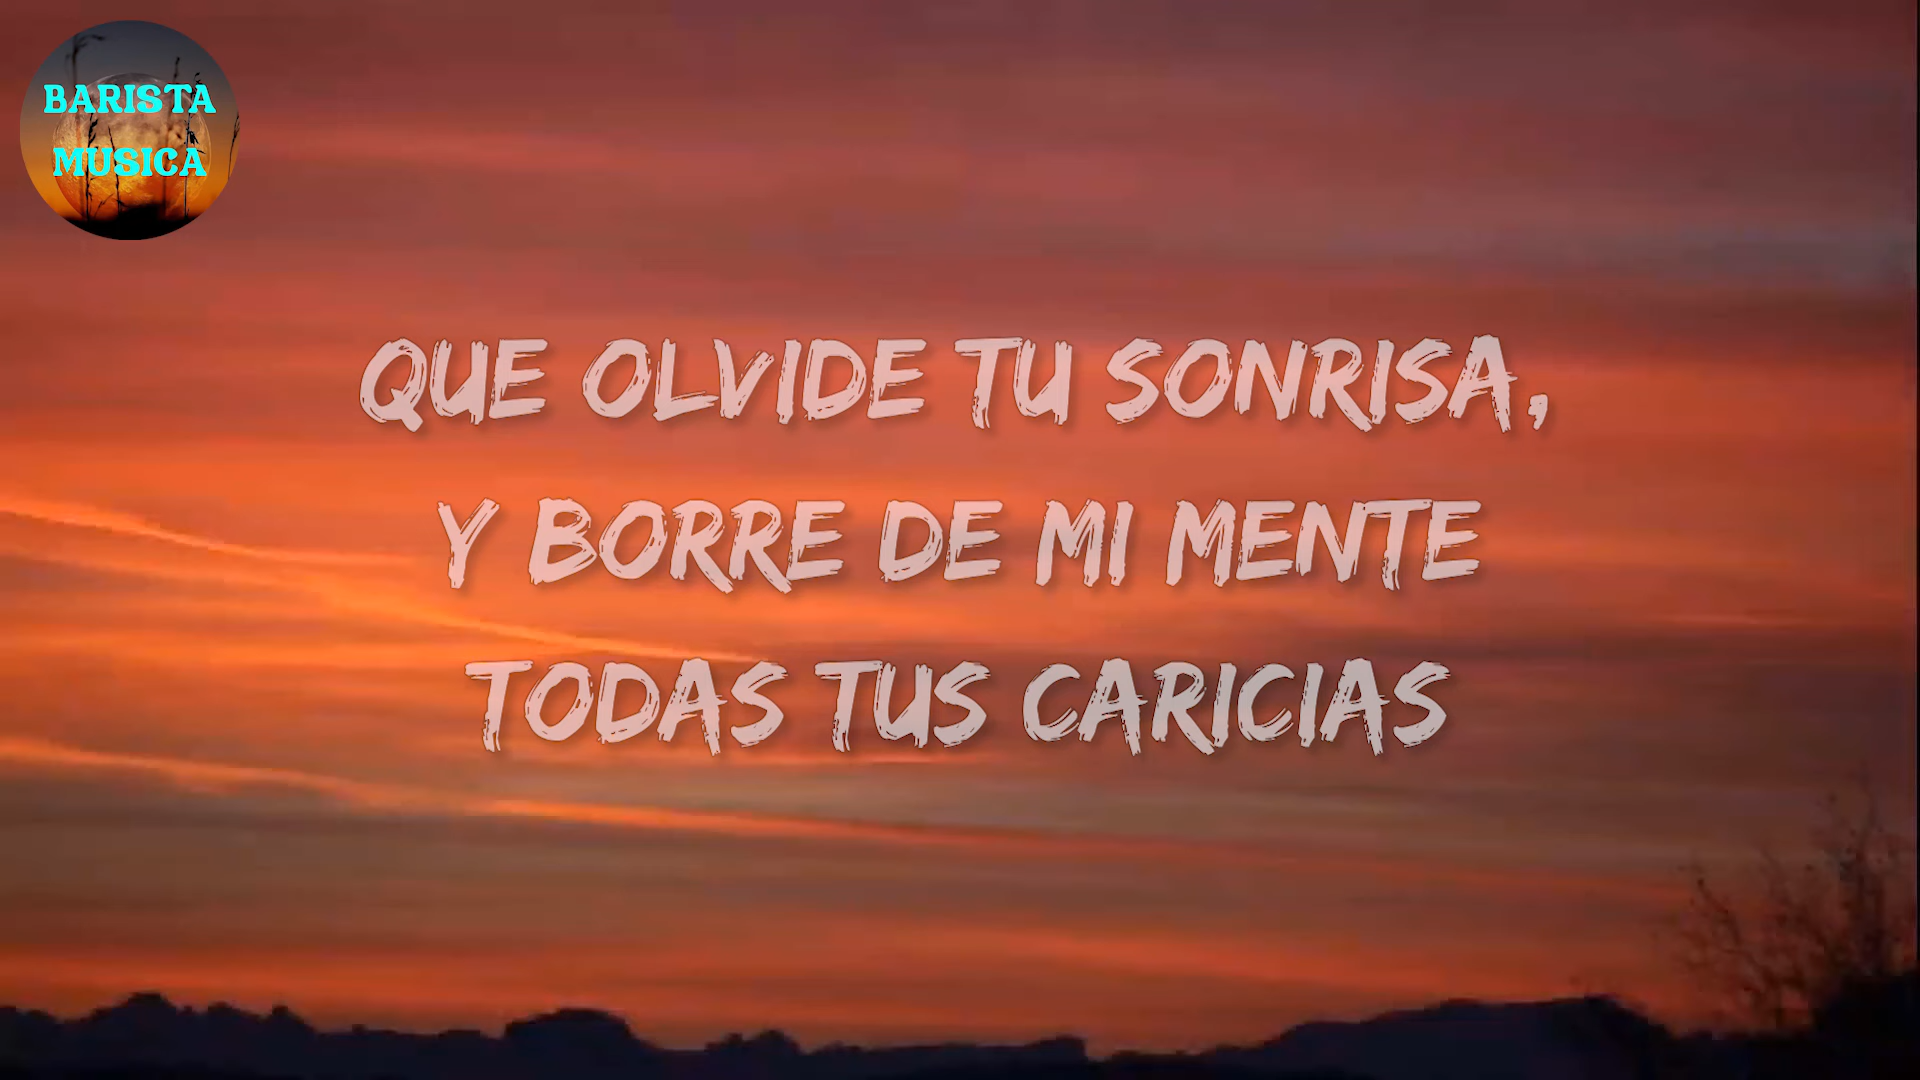 BARISTA
MUSICA
QUE OLVIDE TU SONRISA,
Y BORRE DE MI MENTE
TODAS TUS CARICIAS